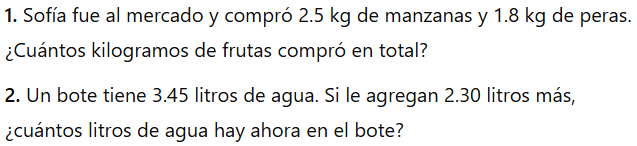 1. Sofía fue al mercado y compró 2.5 kg de manzanas y 1.8 kg de peras.
¿Cuántos kilogramos de frutas compró en total?
2. Un bote tiene 3.45 litros de agua. Si le agregan 2.30 litros más,
¿cuántos litros de agua hay ahora en el bote?